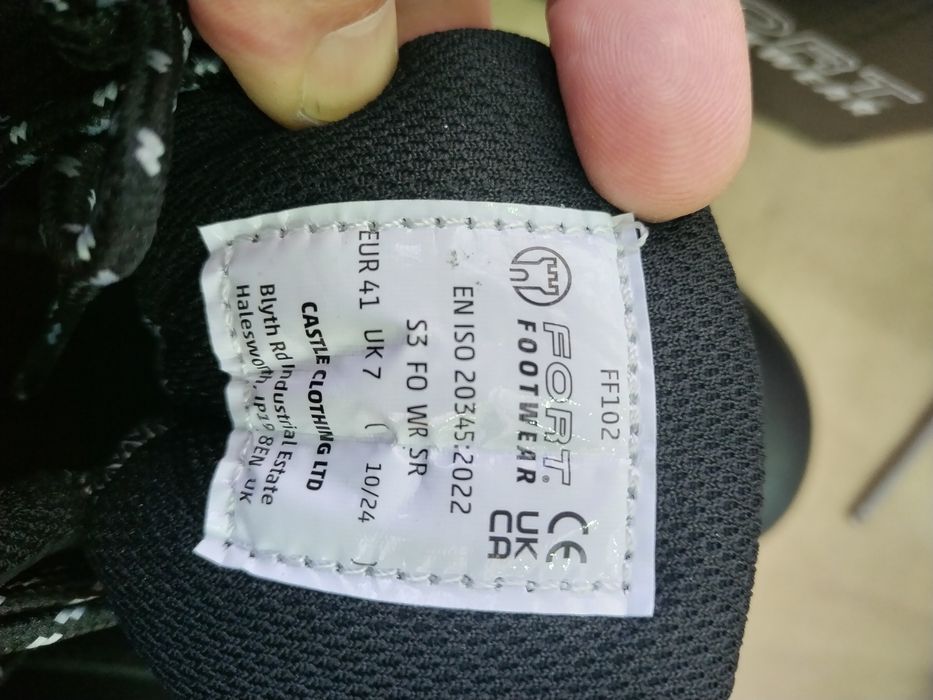 FF102
FORT®
FOOTWEAR
CE
UK
CA
EN ISO 20345:2022
S3 FO WR SR
EUR 41 UK 7 ( 10/24 )
CASTLE CLOTHING LTD
Blyth Rd Industrial Estate
Halesworth, IP19 8EN UK